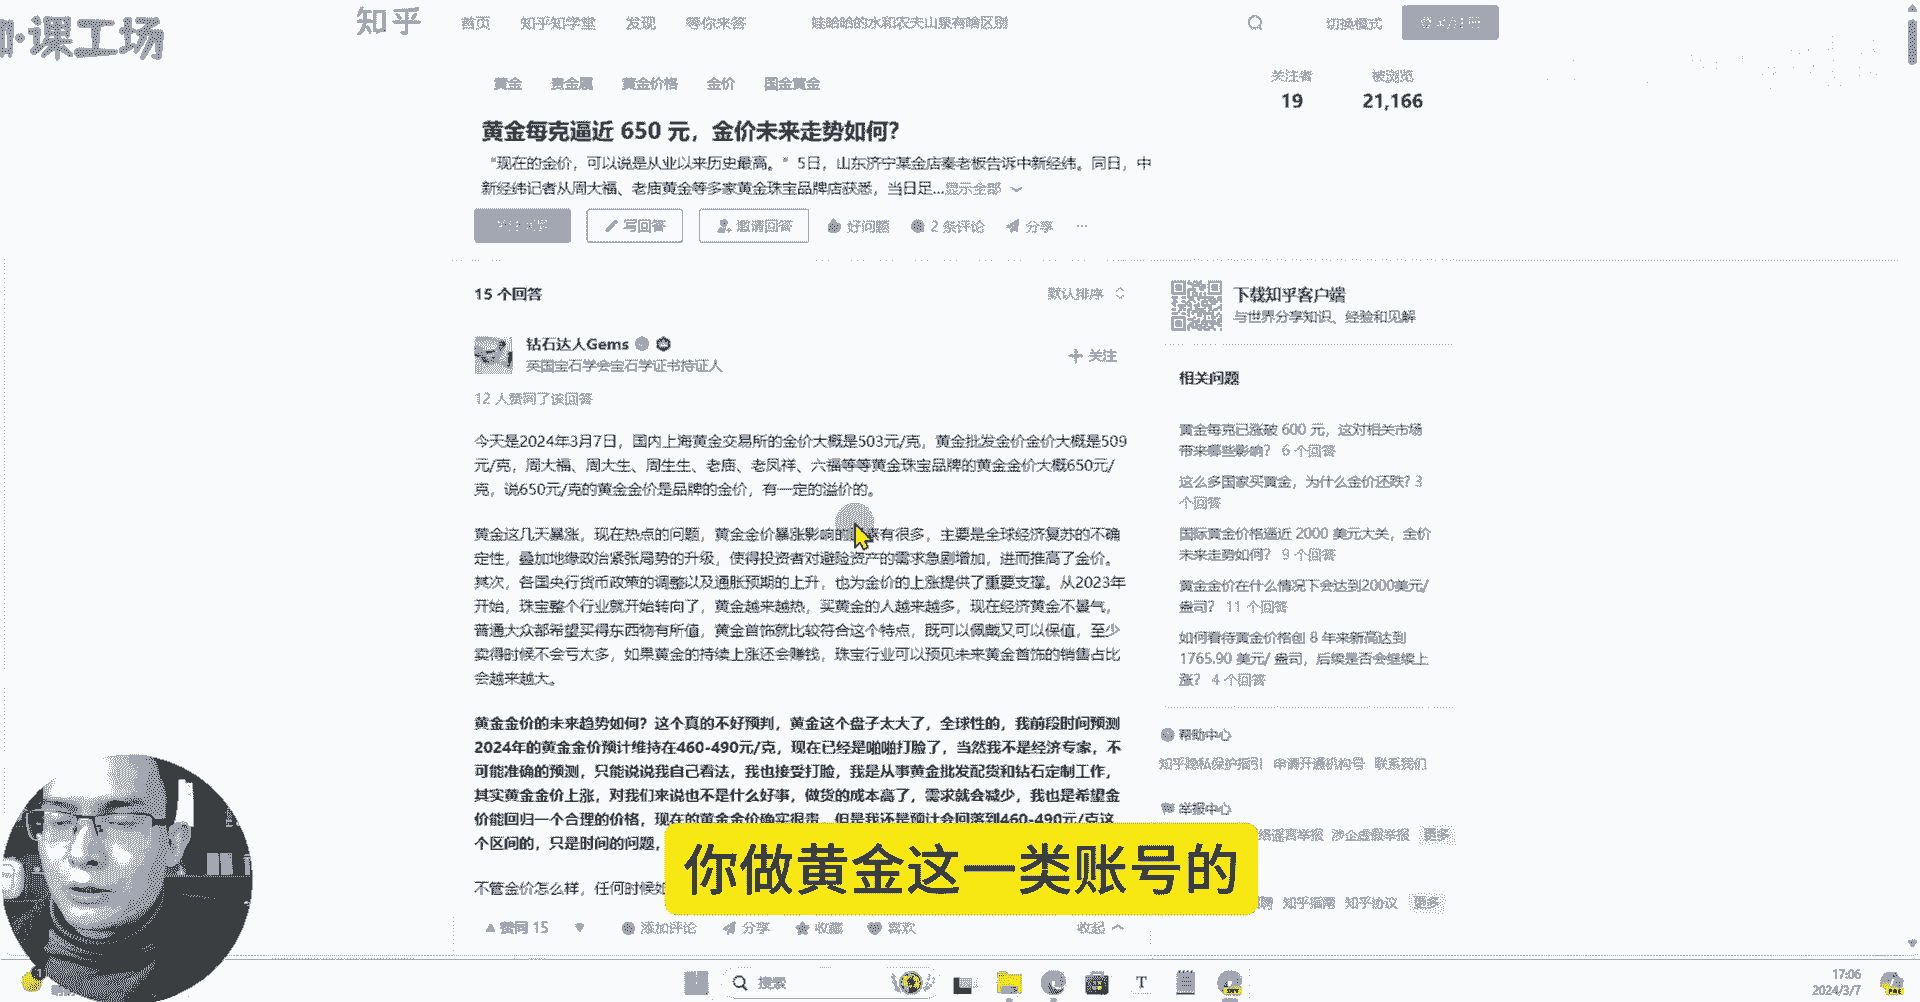 课工场
知乎
首页 知乎知学堂 发现 等你来答 娃哈哈的水和农夫山泉有啥区别 切换模式
黄金 贵金属 黄金价格 金价 国金黄金
关注者 被浏览
19 21,166
黄金每克逼近 650 元，金价未来走势如何？
“现在的金价，可以说是从业以来历史最高。”5日，山东济宁某金店秦老板告诉中新经纬。同日，中
新经纬记者从周大福、老庙黄金等多家黄金珠宝品牌店获悉，当日足...显示全部
写回答 邀请回答 好问题 2 条评论 分享 ...
15 个回答 默认排序
钻石达人Gems
英国宝石学会宝石学证书持证人
+ 关注
12 人赞同了该回答
今天是2024年3月7日，国内上海黄金交易所的金价大概是503元/克，黄金批发金价金价大概是509
元/克，周大福、周大生、周生生、老庙、老凤祥、六福等等黄金珠宝品牌的黄金金价大概650元/
克，说650元/克的黄金金价是品牌的金价，有一定的溢价的。
黄金这几天暴涨，现在热点的问题，黄金金价暴涨影响的素有很多，主要是全球经济复苏的不确
定性，叠加地缘政治紧张局势的升级，使得投资者对避险资产的需求急剧增加，进而推高了金价。
其次，各国央行货币政策的调整以及通胀预期的上升，也为金价的上涨提供了重要支撑。从2023年
开始，珠宝整个行业就开始转向了，黄金越来越热，买黄金的人越来越多，现在经济黄金不景气，
普通大众都希望买得东西物有所值，黄金首饰就比较符合这个特点，既可以佩戴又可以保值，至少
卖得时候不会亏太多，如果黄金的持续上涨还会赚钱，珠宝行业可以预见未来黄金首饰的销售占比
会越来越大。
黄金金价的未来趋势如何？这个真的不好预判，黄金这个盘子太大了，全球性的，我前段时间预测
2024年的黄金金价预计维持在460-490元/克，现在已经是啪啪打脸了，当然我不是经济专家，不
可能准确的预测，只能说说我自己看法，我也接受打脸，我是从事黄金批发配货和钻石定制工作，
其实黄金金价上涨，对我们来说也不是什么好事，做货的成本高了，需求就会减少，我也是希望金
价能回归一个合理的价格，现在的黄金金价确实很贵，但是我还是预计会回落到460-490元/克这
个区间的，只是时间的问题，
不管金价怎么样，任何时候
赞同 15 添加评论 分享 收藏 喜欢 收起
下载知乎客户端
与世界分享知识、经验和见解
相关问题
黄金每克已涨破 600 元，这对相关市场
带来哪些影响？ 6 个回答
这么多国家买黄金，为什么金价还跌? 3
个回答
国际黄金价格逼近 2000 美元大关，金价
未来走势如何？ 9 个回答
黄金金价在什么情况下会达到2000美元/
盎司？ 11 个回答
如何看待黄金价格创 8 年来新高达到
1765.90 美元/ 盎司，后续是否会继续上
涨？ 4 个回答
帮助中心
知乎隐私保护指引 申请开通机构号 联系我们
举报中心
涉企虚假举报 更多
知乎指南 知乎协议 更多
你做黄金这一类账号的
搜索
17:06
2024/3/7